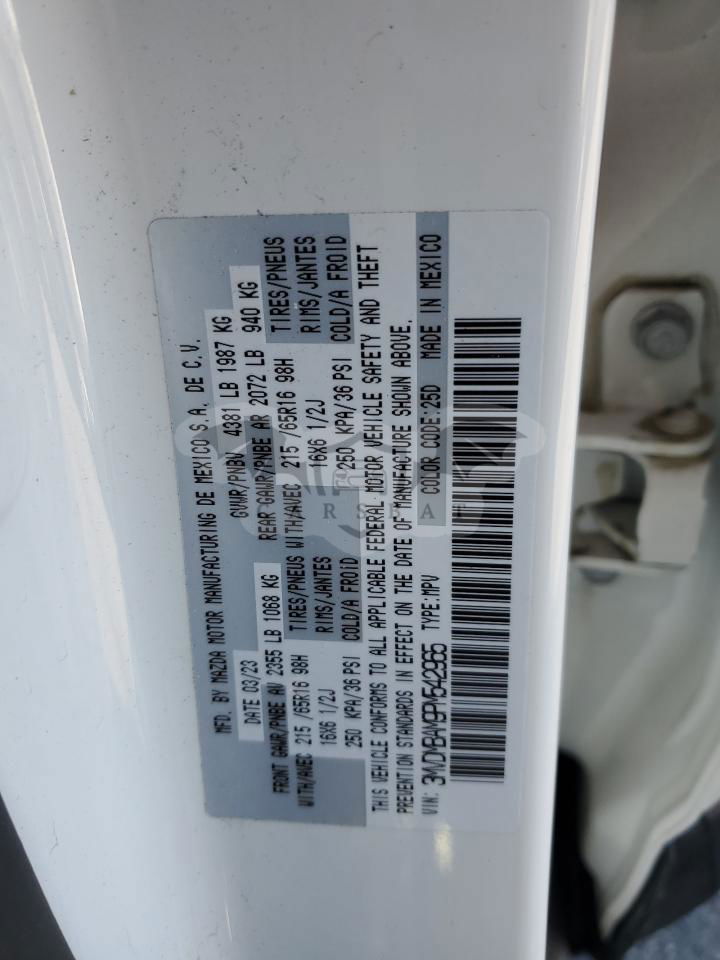 MFD. BY MAZDA MOTOR MANUFACTURING DE MEXICO S.A. DE C.V.
DATE 03/23 GVWR/PNBV 4381 LB 1987 KG
FRONT GAWR/PNBE AV 2355 LB 1068 KG REAR GAWR/PNBE AR 2072 LB 940 KG
WITH/AVEC 215 /65R16 98H TIRES/PNEUS WITH/AVEC 215 /65R16 98H TIRES/PNEUS
16X6 1/2J RIMS/JANTES 16X6 1/2J RIMS/JANTES
250 KPA/36 PSI COLD/A FROID 250 KPA/36 PSI COLD/A FROID
THIS VEHICLE CONFORMS TO ALL APPLICABLE FEDERAL MOTOR VEHICLE SAFETY AND THEFT
PREVENTION STANDARDS IN EFFECT ON THE DATE OF MANUFACTURE SHOWN ABOVE.
VIN: 3MVDMBAM9PM542965 TYPE:MPV COLOR CODE:25D MADE IN MEXICO
CARSBAT